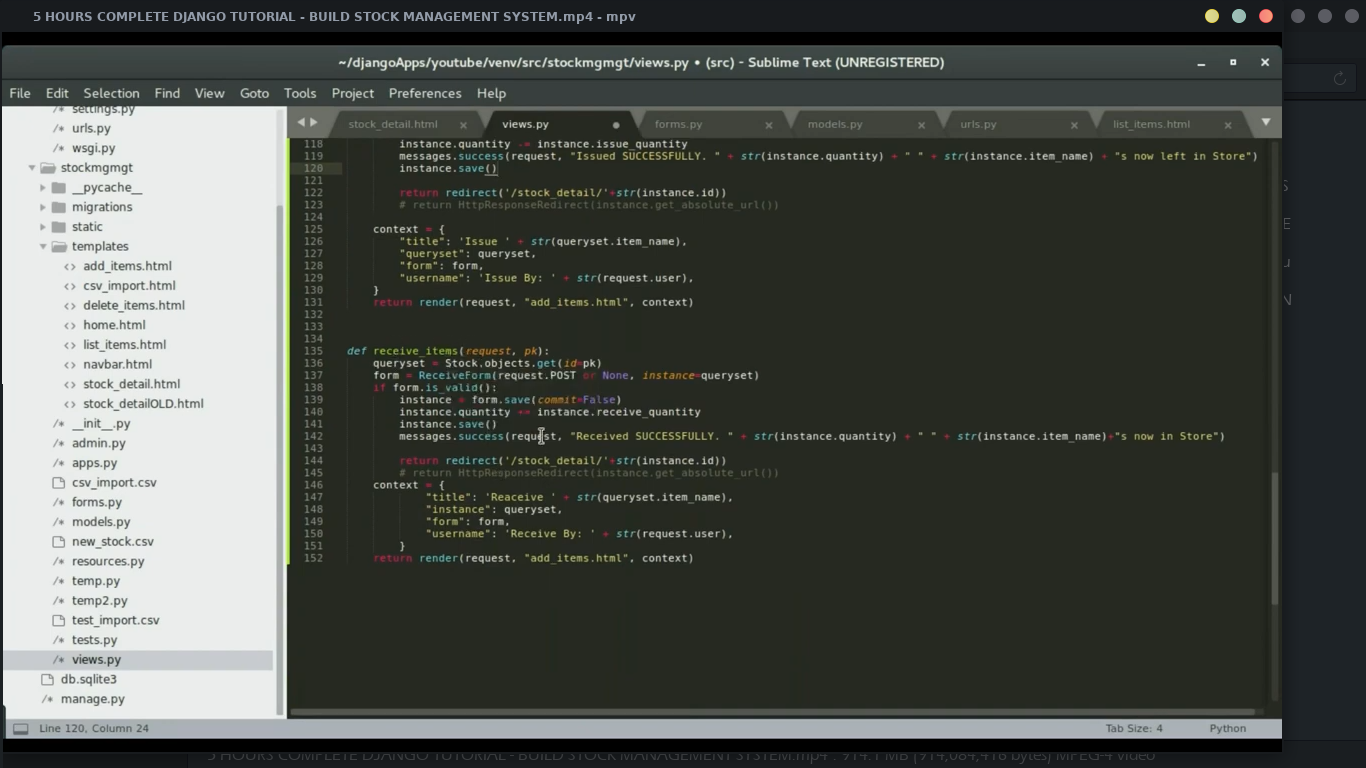 5 HOURS COMPLETE DJANGO TUTORIAL - BUILD STOCK MANAGEMENT SYSTEM.mp4 - mpv
~/djangoApps/youtube/venv/src/stockmgmgt/views.py • (src) - Sublime Text (UNREGISTERED)
File Edit Selection Find View Goto Tools Project Preferences Help
stock_detail.html views.py forms.py models.py urls.py list_items.html
/* settings.py
/* urls.py
/* wsgi.py
stockmgmgt
__pycache__
migrations
static
templates
<> add_items.html
<> csv_import.html
<> delete_items.html
<> home.html
<> list_items.html
<> navbar.html
<> stock_detail.html
<> stock_detailOLD.html
/* __init__.py
/* admin.py
/* apps.py
csv_import.csv
/* forms.py
/* models.py
new_stock.csv
/* resources.py
/* temp.py
/* temp2.py
test_import.csv
/* tests.py
/* views.py
db.sqlite3
/* manage.py
118 instance.quantity -= instance.issue_quantity
119 messages.success(request, "Issued SUCCESSFULLY. " + str(instance.quantity) + " " + str(instance.item_name) + "s now left in Store")
120 instance.save()
121
122 return redirect('/stock_detail/'+str(instance.id))
123 # return HttpResponseRedirect(instance.get_absolute_url())
124
125 context = {
126 "title": 'Issue ' + str(queryset.item_name),
127 "queryset": queryset,
128 "form": form,
129 "username": 'Issue By: ' + str(request.user),
130 }
131 return render(request, "add_items.html", context)
132
133
134
135 def receive_items(request, pk):
136 queryset = Stock.objects.get(id=pk)
137 form = ReceiveForm(request.POST or None, instance=queryset)
138 if form.is_valid():
139 instance = form.save(commit=False)
140 instance.quantity += instance.receive_quantity
141 instance.save()
142 messages.success(request, "Received SUCCESSFULLY. " + str(instance.quantity) + " " + str(instance.item_name)+"s now in Store")
143
144 return redirect('/stock_detail/'+str(instance.id))
145 # return HttpResponseRedirect(instance.get_absolute_url())
146 context = {
147 "title": 'Reaceive ' + str(queryset.item_name),
148 "instance": queryset,
149 "form": form,
150 "username": 'Receive By: ' + str(request.user),
151 }
152 return render(request, "add_items.html", context)
Line 120, Column 24
Tab Size: 4 Python
5 HOURS COMPLETE DJANGO TUTORIAL - BUILD STOCK MANAGEMENT SYSTEM.mp4 : 914.1 MB (914,084,416 bytes) MPEG-4 video